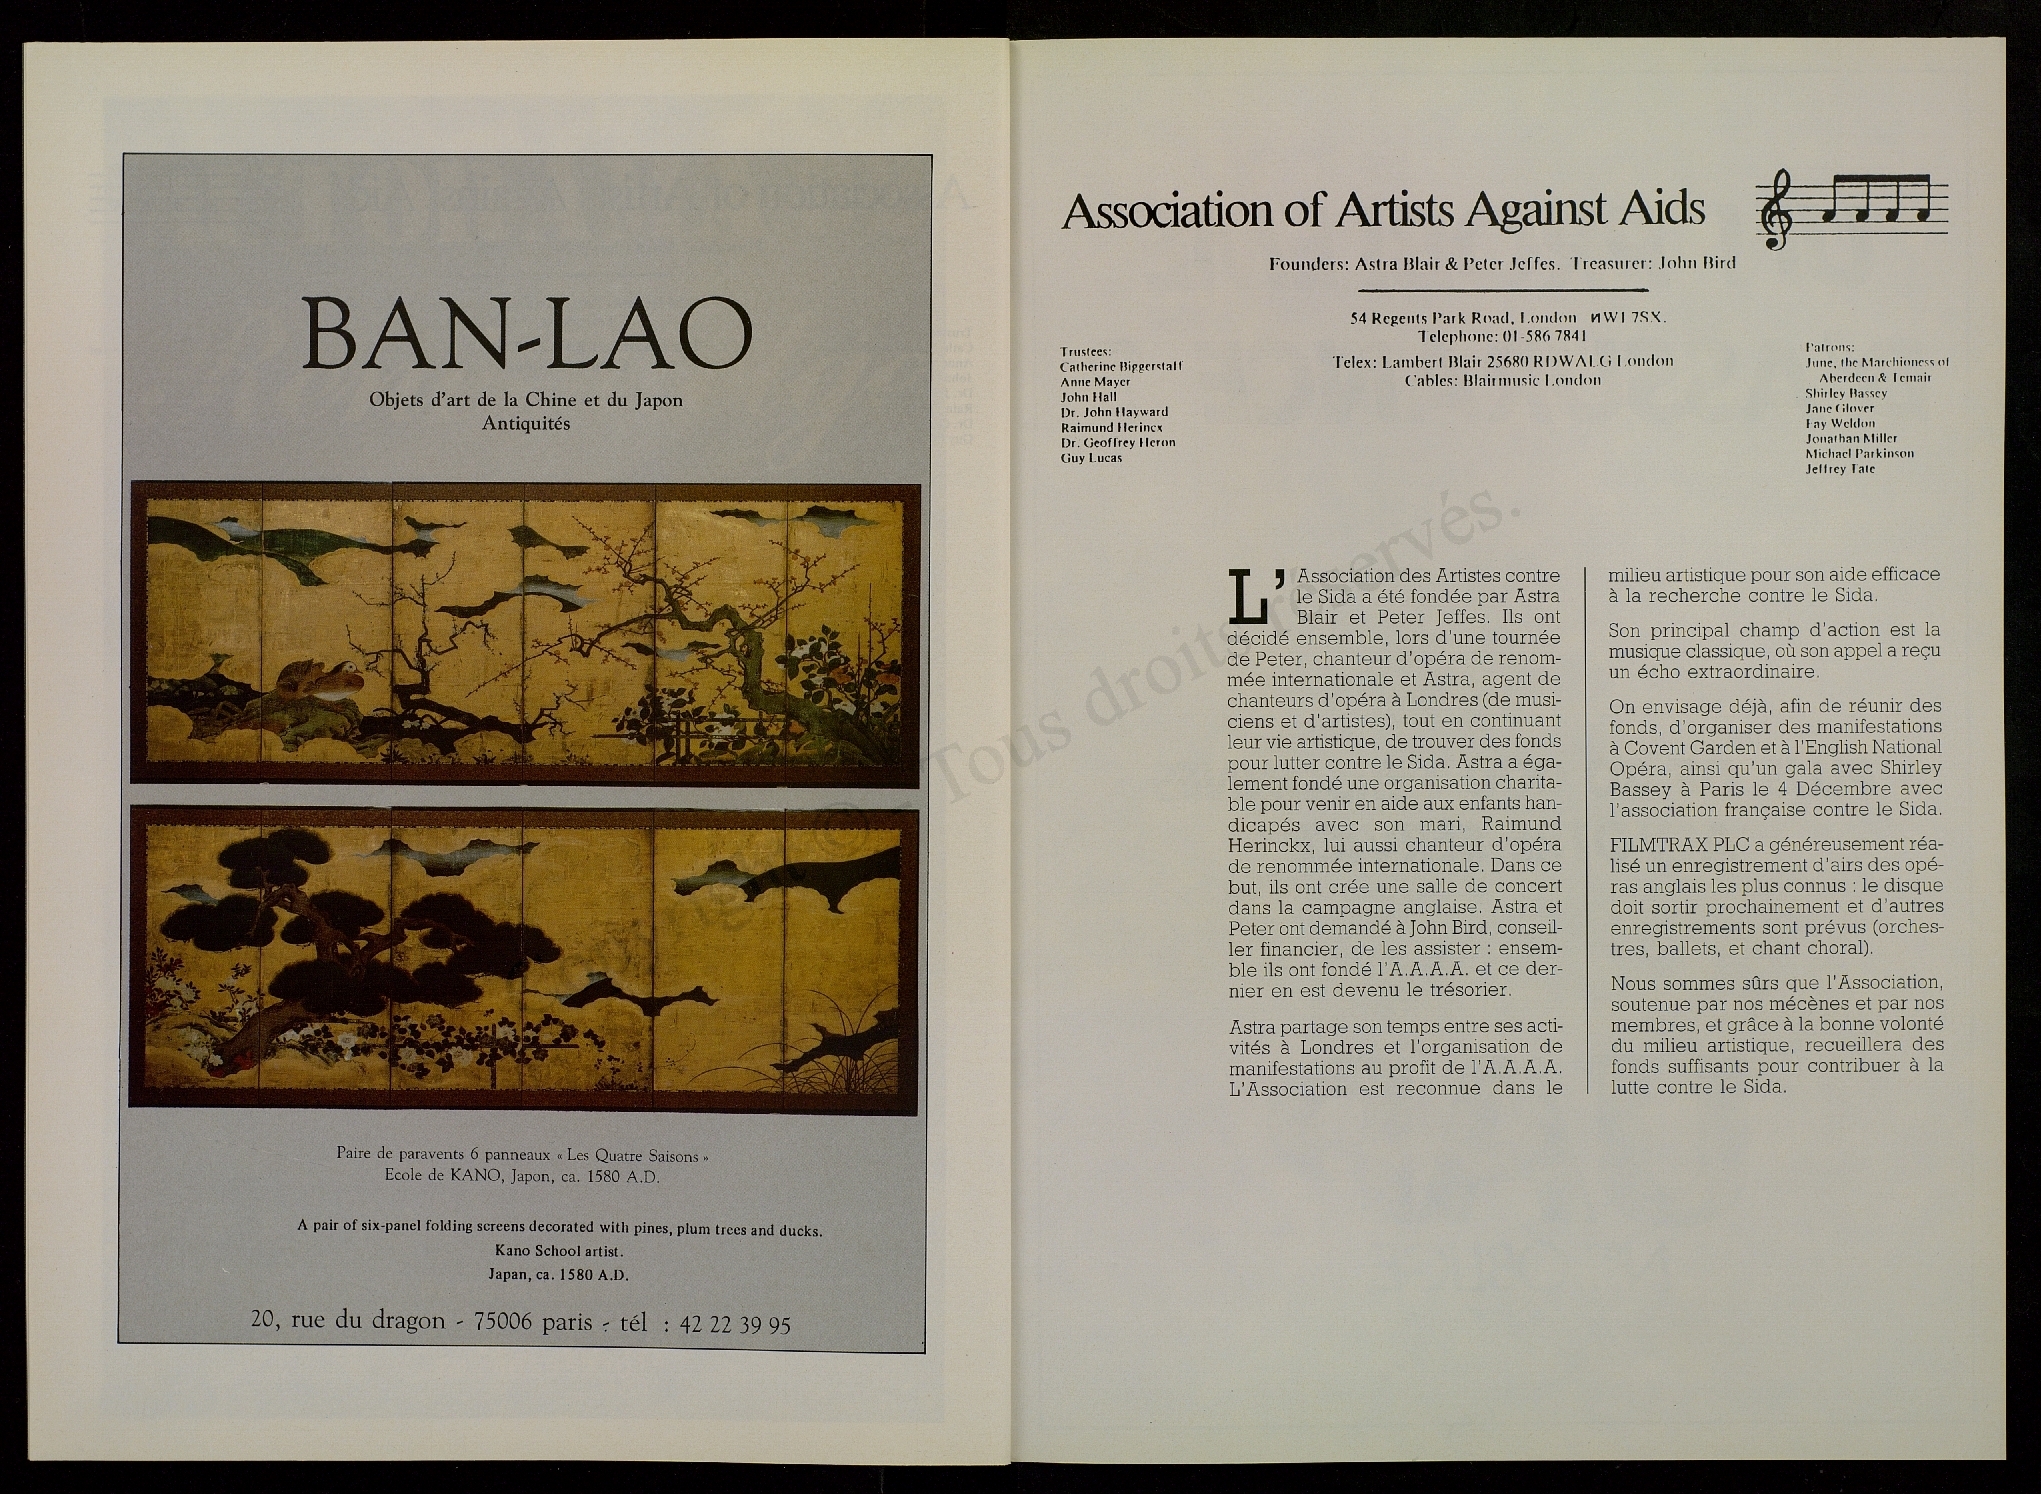 BAN-LAO
Objets d'art de la Chine et du Japon
Antiquités
Paire de paravents 6 panneaux « Les Quatre Saisons »
Ecole de KANO, Japon, ca. 1580 A.D.
A pair of six-panel folding screens decorated with pines, plum trees and ducks.
Kano School artist.
Japan, ca. 1580 A.D.
20, rue du dragon - 75006 paris - tél : 42 22 39 95
Association of Artists Against Aids
Founders: Astra Blair & Peter Jeffes. Treasurer: John Bird
54 Regents Park Road, London NW1 7SX.
Telephone: 01-586 7841
Telex: Lambert Blair 25680 RDWALG London
Cables: Blairmusic London
Trustees:
Catherine Biggerstaff
Anne Mayer
John Hall
Dr. John Hayward
Raimund Herincx
Dr. Geoffrey Heron
Guy Lucas
Patrons:
June, the Marchioness of
Aberdeen & Temair
Shirley Bassey
Jane Glover
Fay Weldon
Jonathan Miller
Michael Parkinson
Jeffrey Tate
L'Association des Artistes contre
le Sida a été fondée par Astra
Blair et Peter Jeffes. Ils ont
décidé ensemble, lors d'une tournée
de Peter, chanteur d'opéra de renom-
mée internationale et Astra, agent de
chanteurs d'opéra à Londres (de musi-
ciens et d'artistes), tout en continuant
leur vie artistique, de trouver des fonds
pour lutter contre le Sida. Astra a éga-
lement fondé une organisation charita-
ble pour venir en aide aux enfants han-
dicapés avec son mari, Raimund
Herinckx, lui aussi chanteur d'opéra
de renommée internationale. Dans ce
but, ils ont crée une salle de concert
dans la campagne anglaise. Astra et
Peter ont demandé à John Bird, conseil-
ler financier, de les assister : ensem-
ble ils ont fondé l'A.A.A.A. et ce der-
nier en est devenu le trésorier.
Astra partage son temps entre ses acti-
vités à Londres et l'organisation de
manifestations au profit de l'A.A.A.A.
L'Association est reconnue dans le
milieu artistique pour son aide efficace
à la recherche contre le Sida.
Son principal champ d'action est la
musique classique, où son appel a reçu
un écho extraordinaire.
On envisage déjà, afin de réunir des
fonds, d'organiser des manifestations
à Covent Garden et à l'English National
Opéra, ainsi qu'un gala avec Shirley
Bassey à Paris le 4 Décembre avec
l'association française contre le Sida.
FILMTRAX PLC a généreusement réa-
lisé un enregistrement d'airs des opé-
ras anglais les plus connus : le disque
doit sortir prochainement et d'autres
enregistrements sont prévus (orches-
tres, ballets, et chant choral).
Nous sommes sûrs que l'Association,
soutenue par nos mécènes et par nos
membres, et grâce à la bonne volonté
du milieu artistique, recueillera des
fonds suffisants pour contribuer à la
lutte contre le Sida.
© - Tous droits réservés.